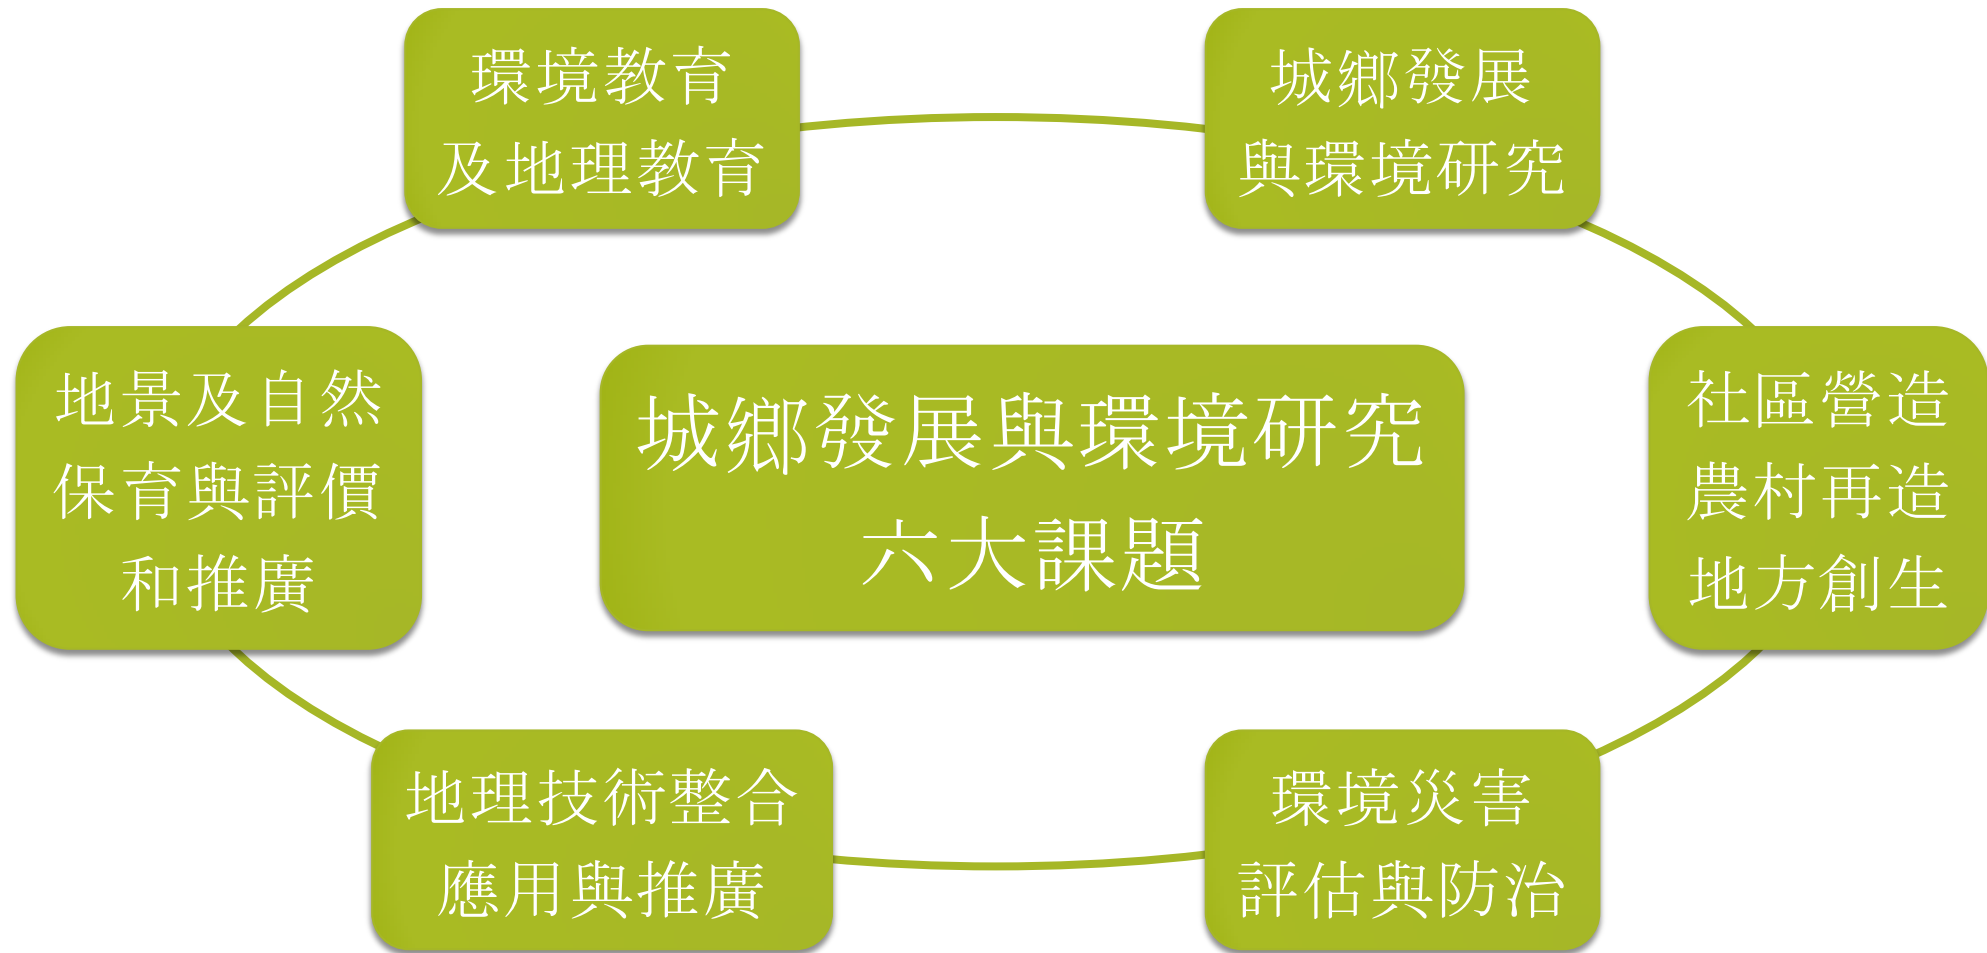 環境教育
及地理教育
城鄉發展
與環境研究
地景及自然
保育與評價
和推廣
城鄉發展與環境研究
六大課題
社區營造
農村再造
地方創生
地理技術整合
應用與推廣
環境災害
評估與防治